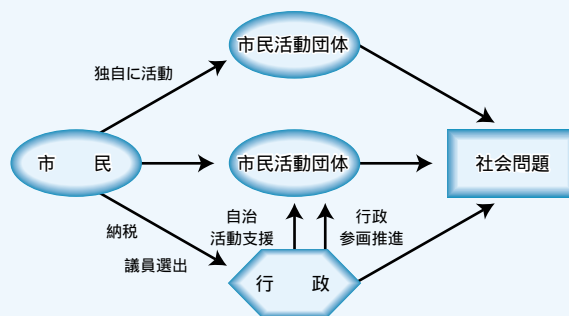 市民活動団体
独自に活動
市　民
市民活動団体
社会問題
納税
議員選出
自治
活動支援
行政
参画推進
行　政